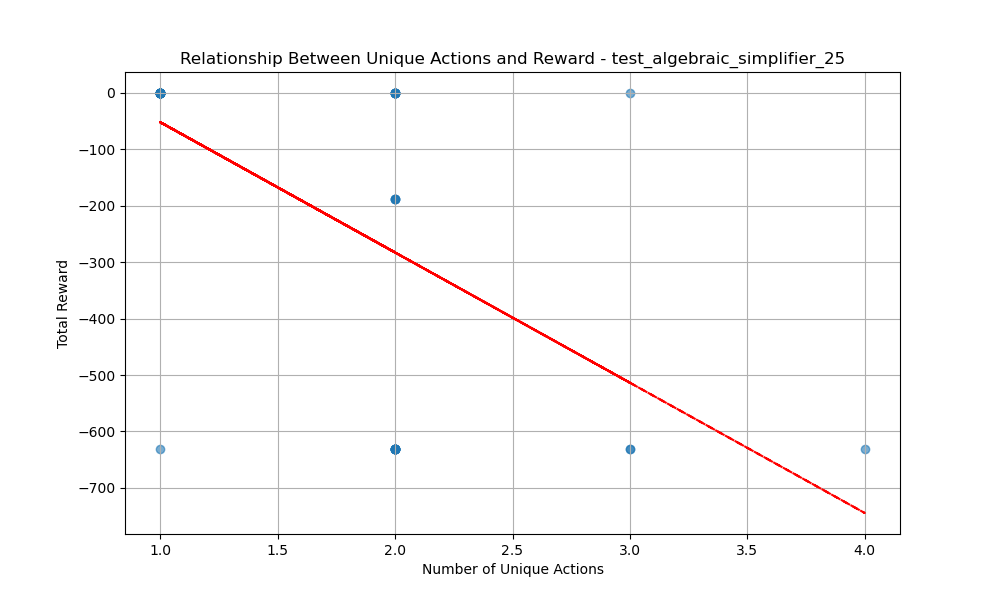 Relationship Between Unique Actions and Reward - test_algebraic_simplifier_25
Total Reward
0
−100
−200
−300
−400
−500
−600
−700
1.0 1.5 2.0 2.5 3.0 3.5 4.0
Number of Unique Actions